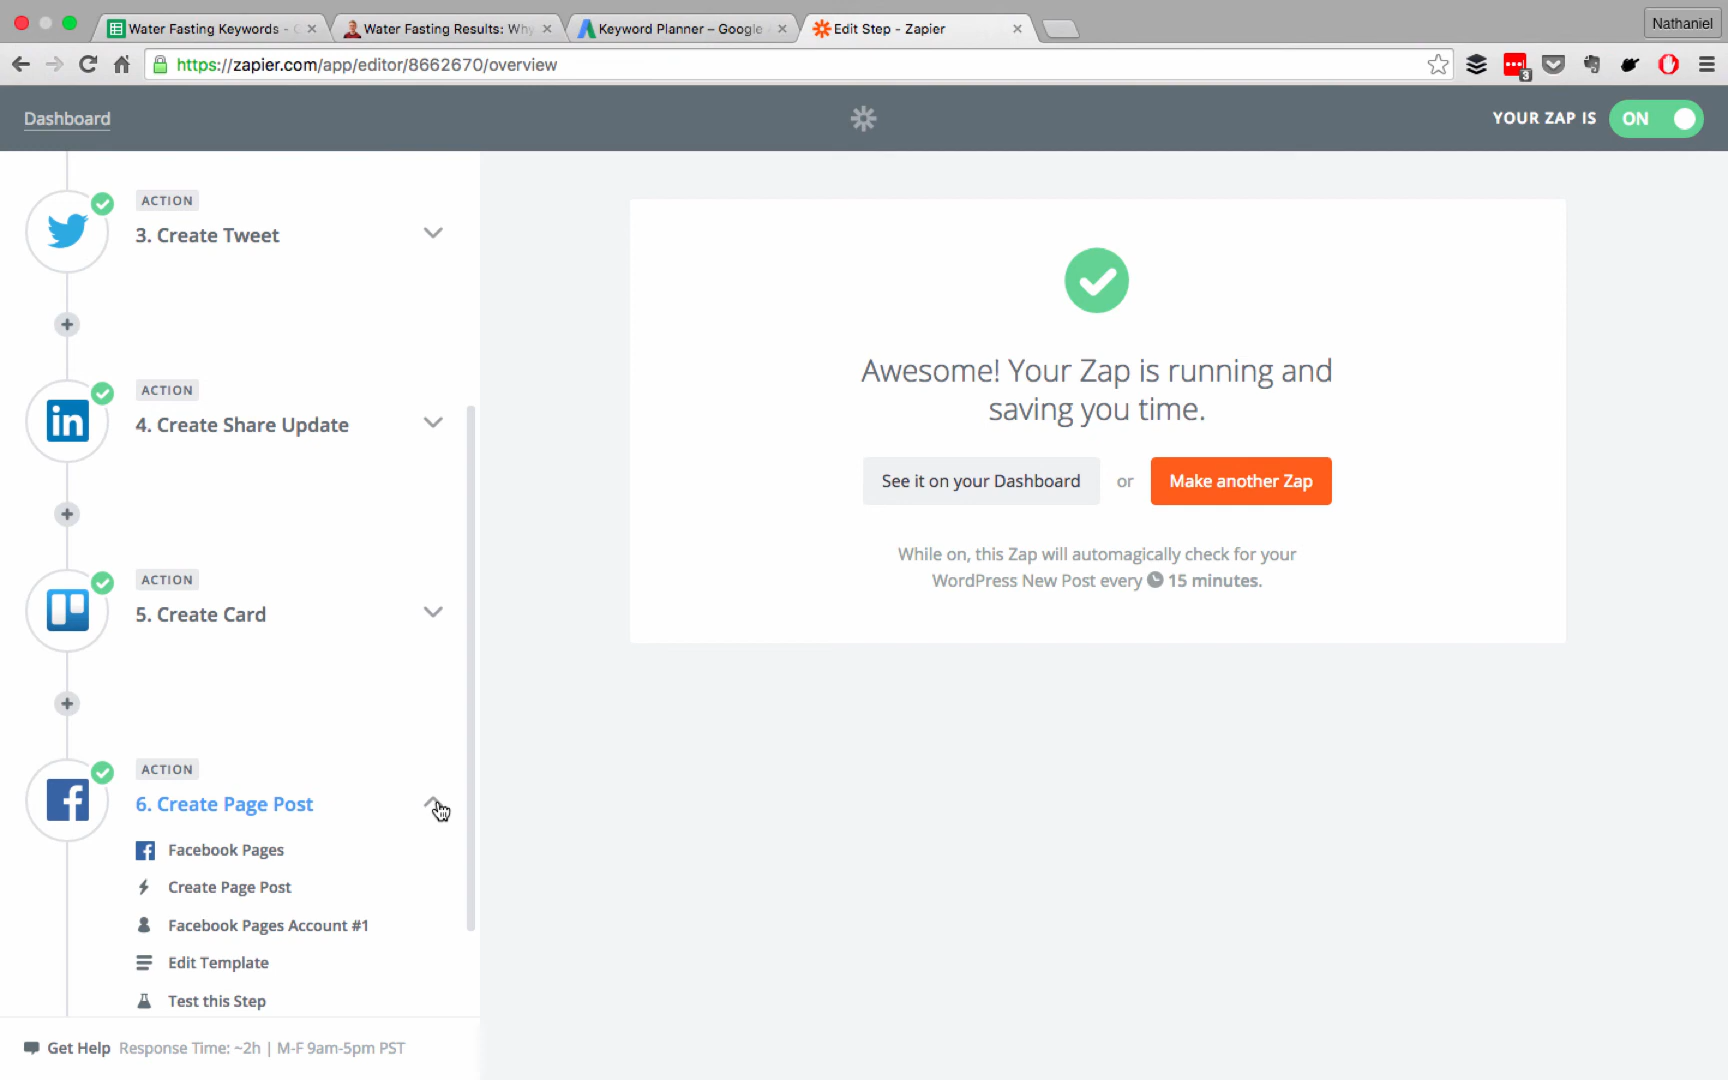 Water Fasting Keywords -
Water Fasting Results: Why
Keyword Planner – Google
Edit Step - Zapier
Nathaniel
https://zapier.com/app/editor/8662670/overview
3
Dashboard
YOUR ZAP IS
ON
ACTION
3. Create Tweet
ACTION
4. Create Share Update
ACTION
5. Create Card
ACTION
6. Create Page Post
Facebook Pages
Create Page Post
Facebook Pages Account #1
Edit Template
Test this Step
Get Help Response Time: ~2h | M-F 9am-5pm PST
Awesome! Your Zap is running and
saving you time.
See it on your Dashboard
or
Make another Zap
While on, this Zap will automagically check for your
WordPress New Post every 15 minutes.